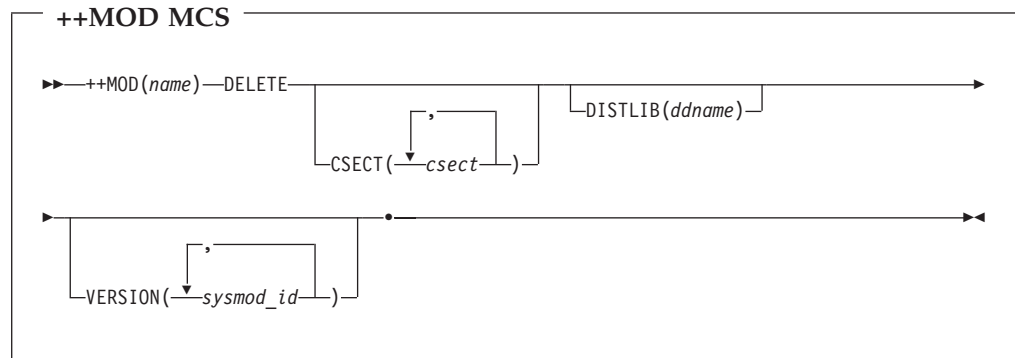 ++MOD MCS
++MOD(name) DELETE
,
DISTLIB(ddname)
CSECT( csect )
.
,
VERSION( sysmod_id )